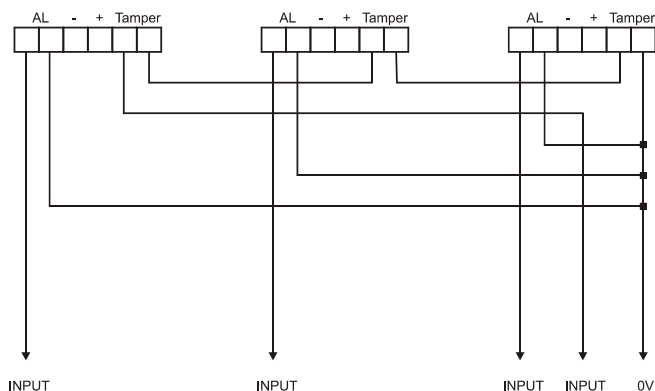 AL - + Tamper AL - + Tamper AL - + Tamper
INPUT INPUT INPUT INPUT 0V